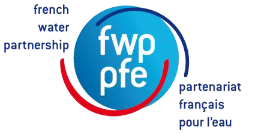 french
water
partnership
fwp
pfe
partenariat
français
pour l'eau